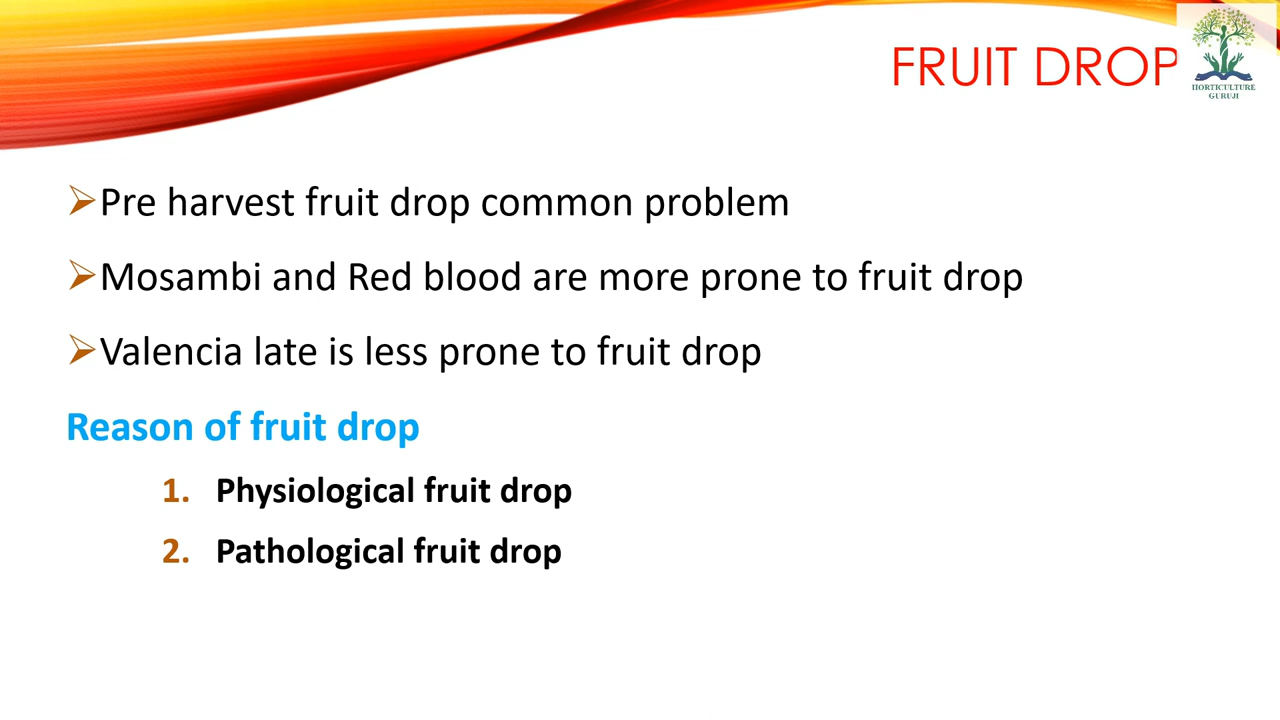 FRUIT DROP
HORTICULTURE
GURUJI
➢Pre harvest fruit drop common problem
➢Mosambi and Red blood are more prone to fruit drop
➢Valencia late is less prone to fruit drop
Reason of fruit drop
1. Physiological fruit drop
2. Pathological fruit drop